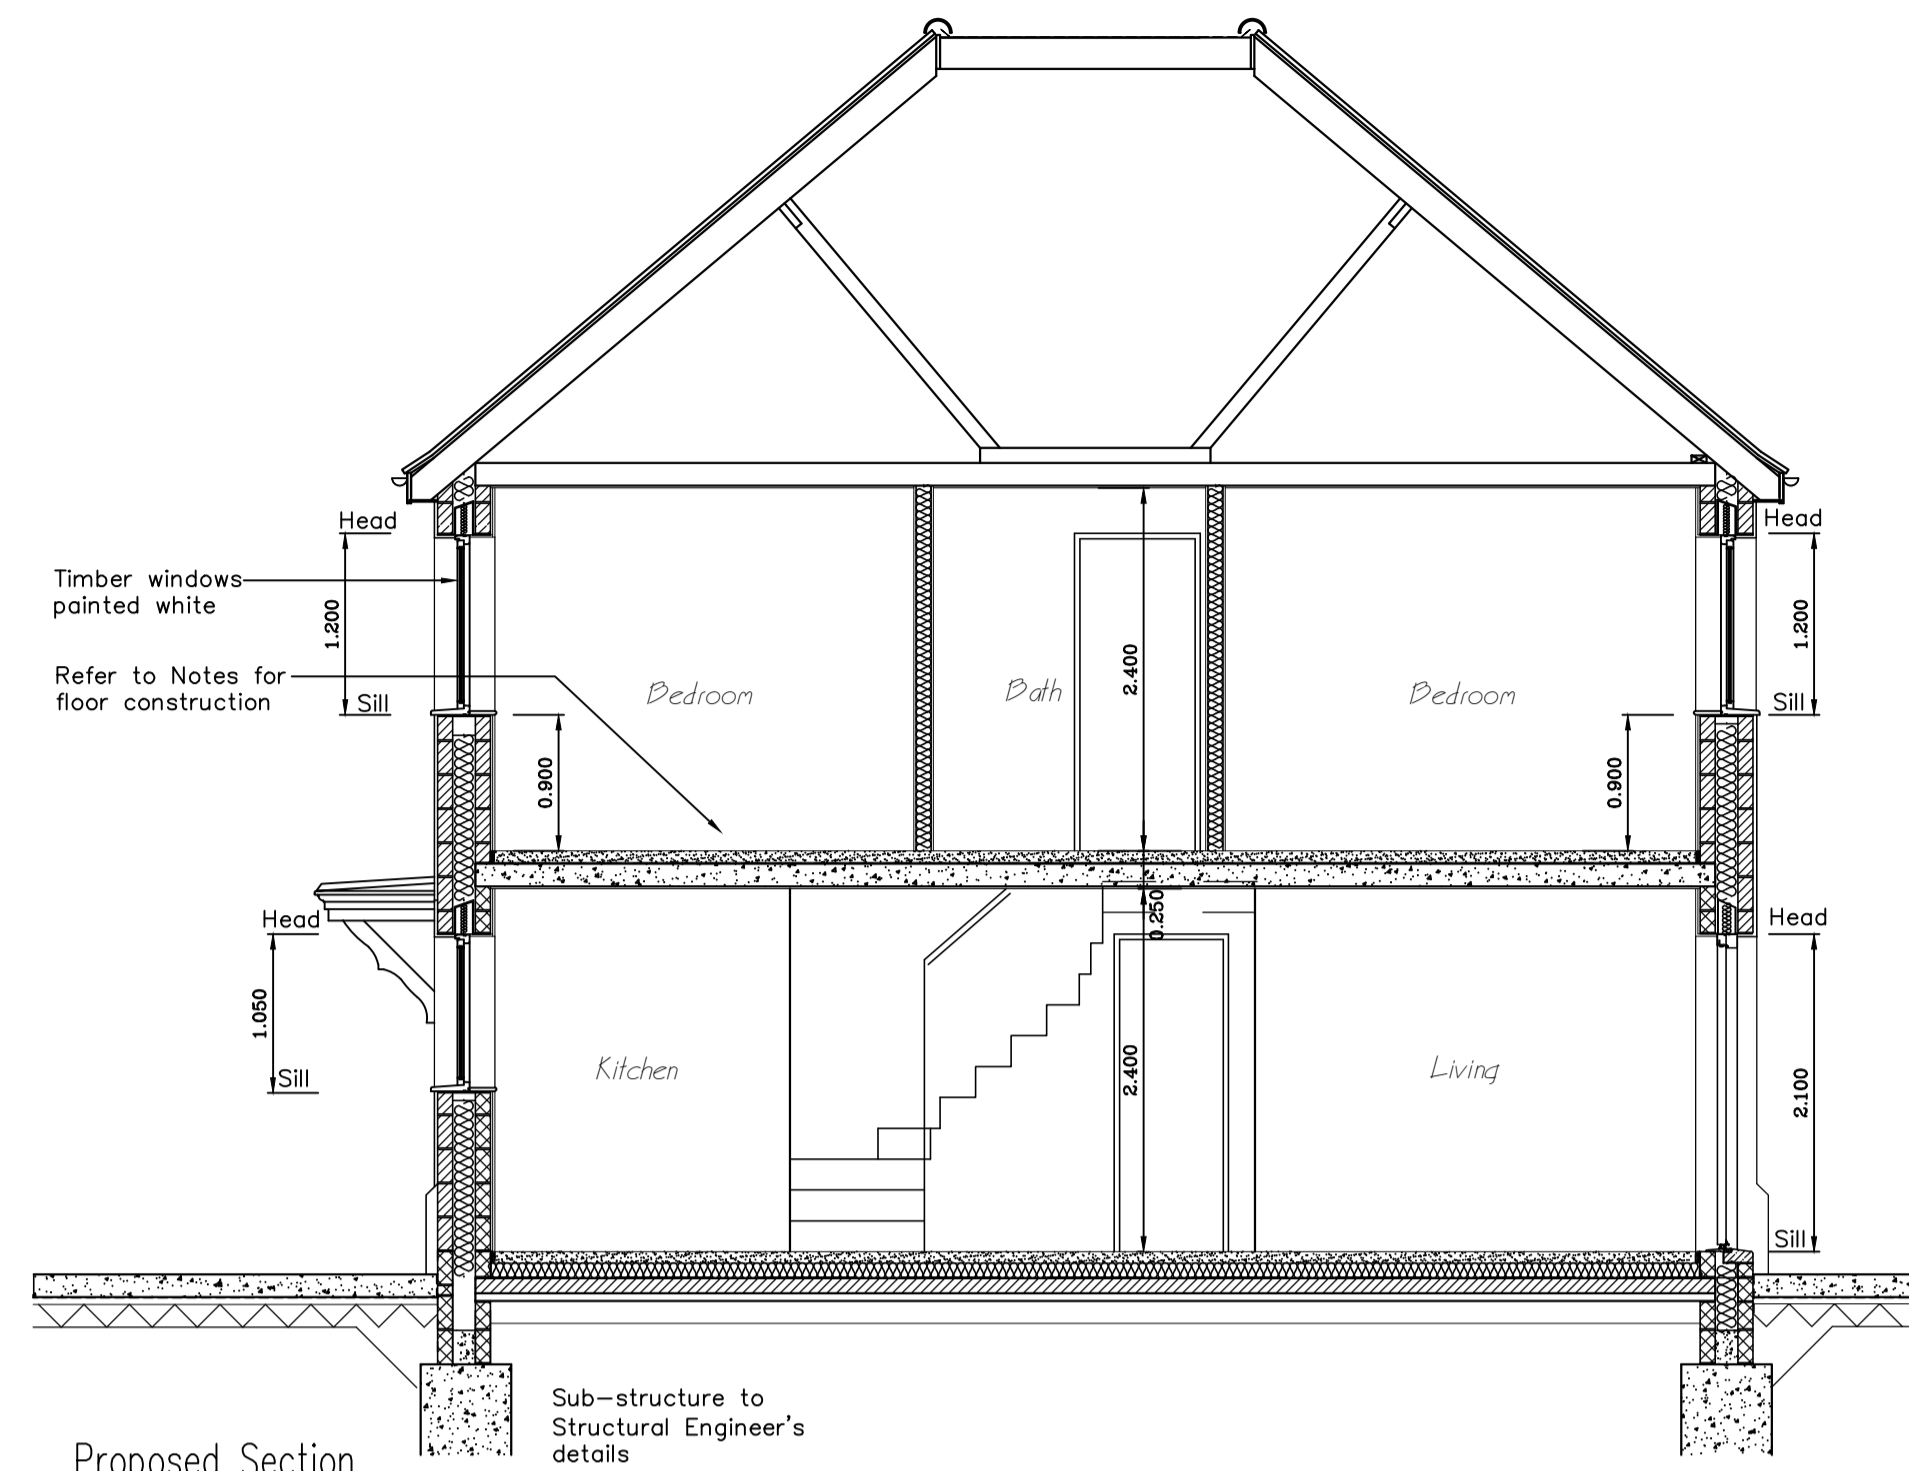 Head
Head
Timber windows
painted white
1.200
1.200
Refer to Notes for
floor construction
Sill
Bedroom
Bath
2.400
Bedroom
Sill
0.900
0.900
Head
0.250
Head
1.050
Kitchen
2.400
Living
2.100
Sill
Sill
Sub-structure to
Structural Engineer's
details
Proposed Section